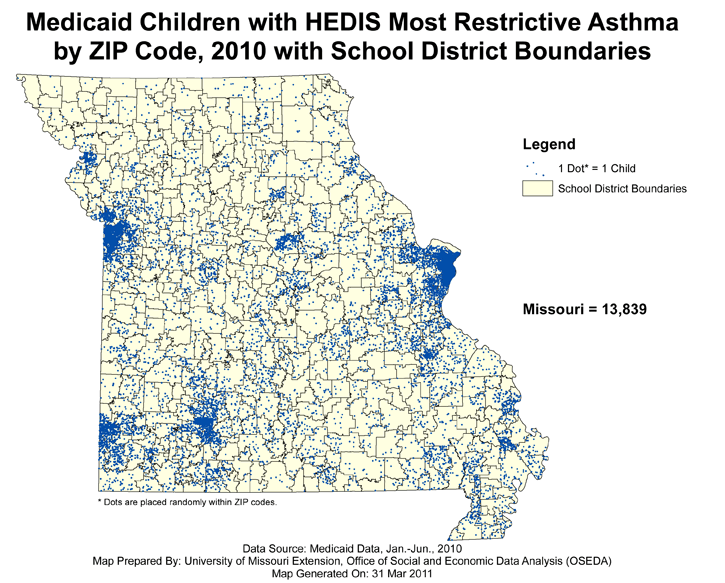 Medicaid Children with HEDIS Most Restrictive Asthma
by ZIP Code, 2010 with School District Boundaries
Legend
1 Dot* = 1 Child
School District Boundaries
Missouri = 13,839
* Dots are placed randomly within ZIP codes.
Data Source: Medicaid Data, Jan.-Jun., 2010
Map Prepared By: University of Missouri Extension, Office of Social and Economic Data Analysis (OSEDA)
Map Generated On: 31 Mar 2011